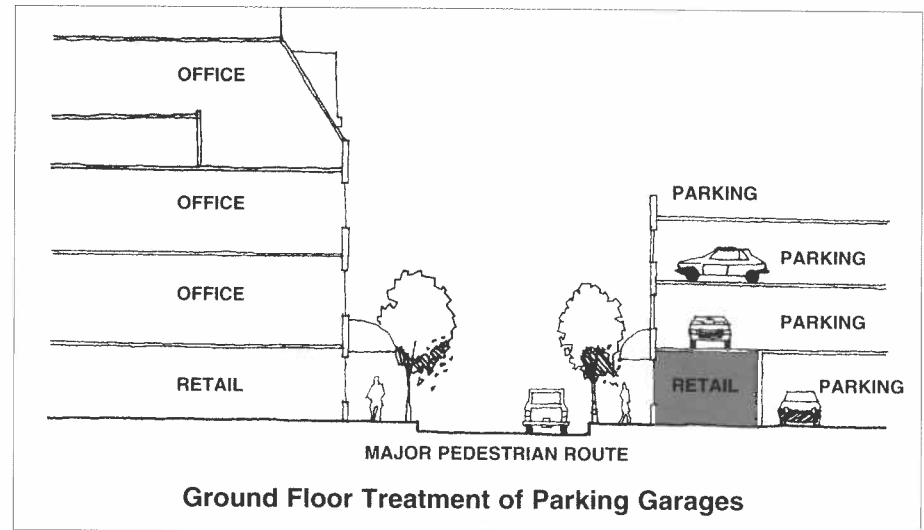 OFFICE
OFFICE
OFFICE
RETAIL
PARKING
PARKING
PARKING
RETAIL
PARKING
MAJOR PEDESTRIAN ROUTE
Ground Floor Treatment of Parking Garages